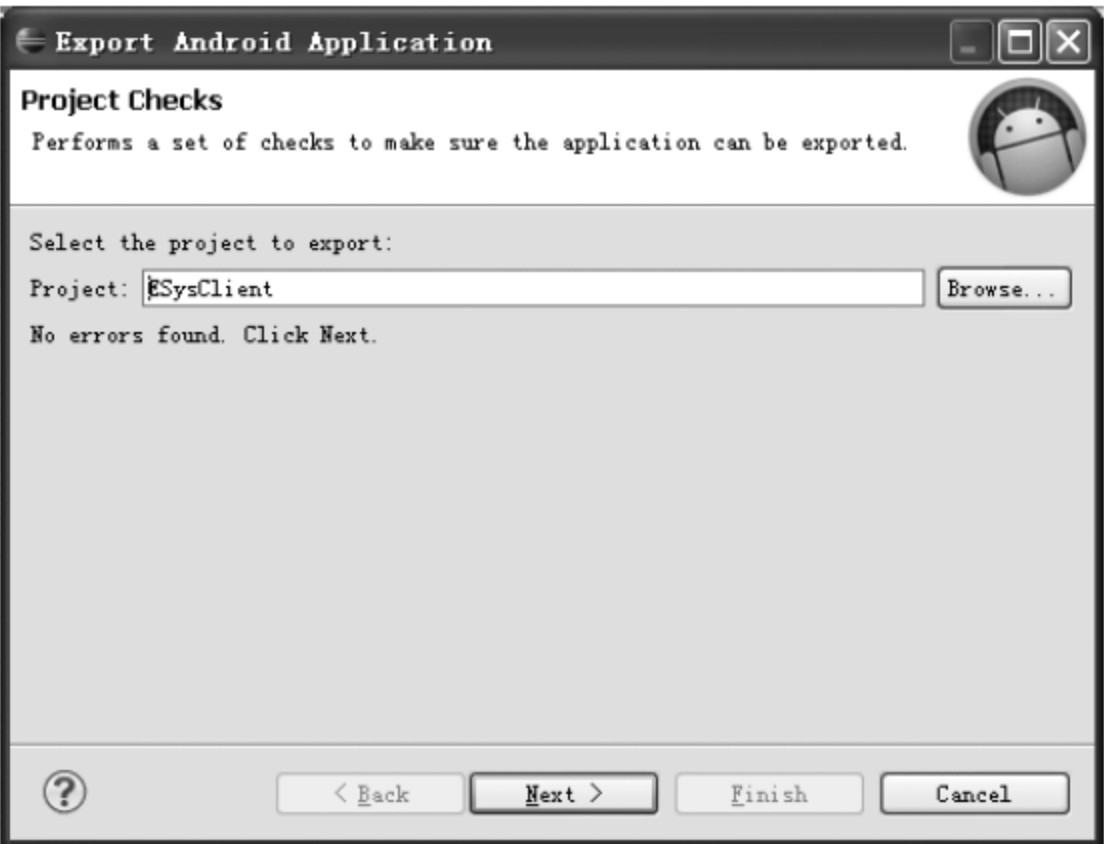 Export Android Application
Project Checks
Performs a set of checks to make sure the application can be exported.
Select the project to export:
Project: ESysClient Browse...
No errors found. Click Next.
? < Back Next > Finish Cancel